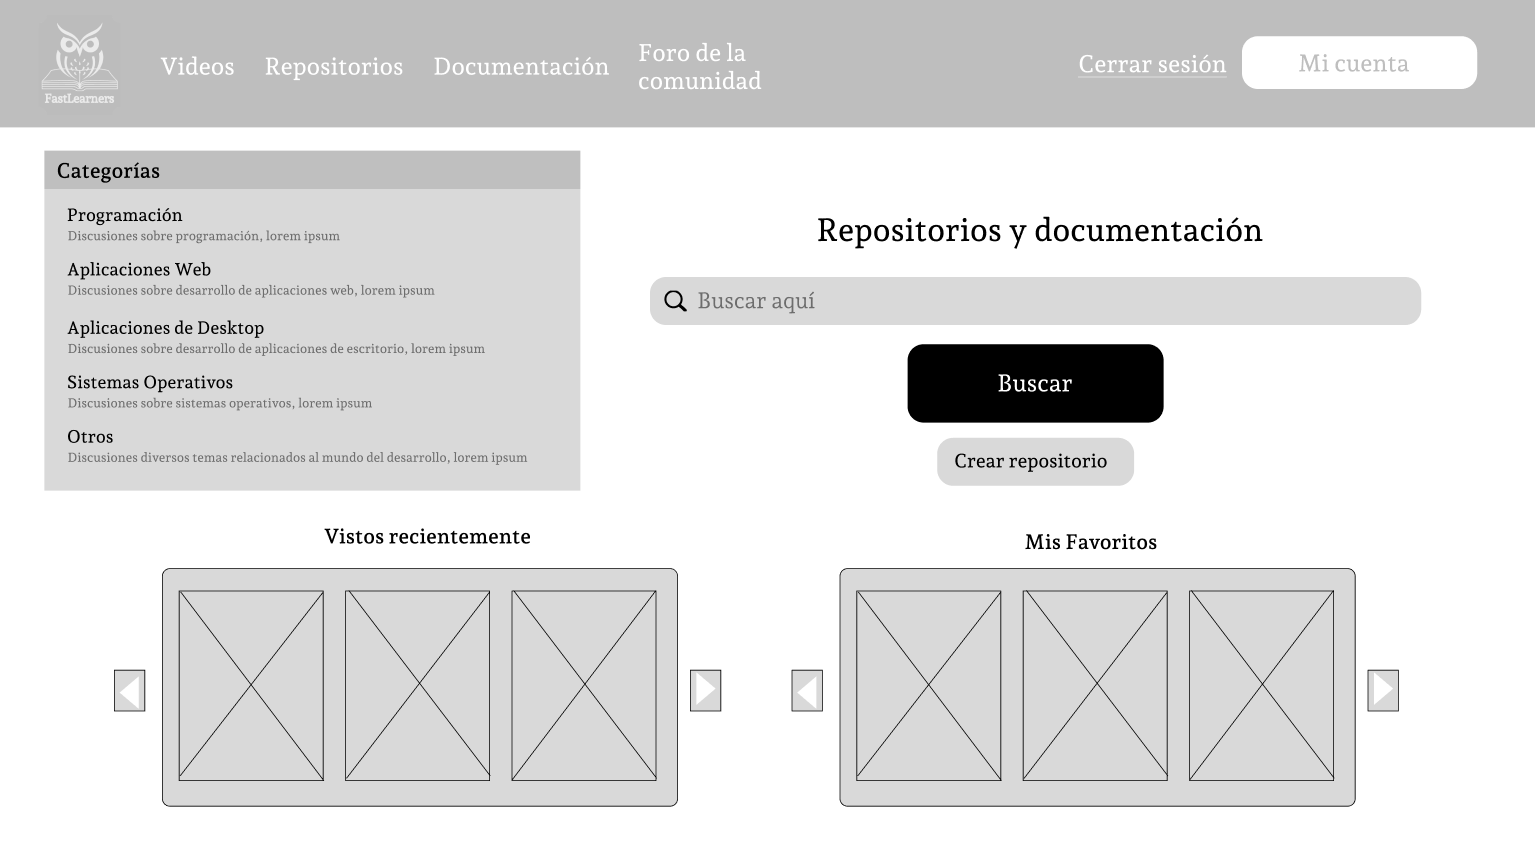 FastLearners
Videos
Repositorios
Documentación
Foro de la
comunidad
Cerrar sesión
Mi cuenta
Categorías
Programación
Discusiones sobre programación, lorem ipsum
Aplicaciones Web
Discusiones sobre desarrollo de aplicaciones web, lorem ipsum
Aplicaciones de Desktop
Discusiones sobre desarrollo de aplicaciones de escritorio, lorem ipsum
Sistemas Operativos
Discusiones sobre sistemas operativos, lorem ipsum
Otros
Discusiones diversos temas relacionados al mundo del desarrollo, lorem ipsum
Repositorios y documentación
Buscar aquí
Buscar
Crear repositorio
Vistos recientemente
Mis Favoritos